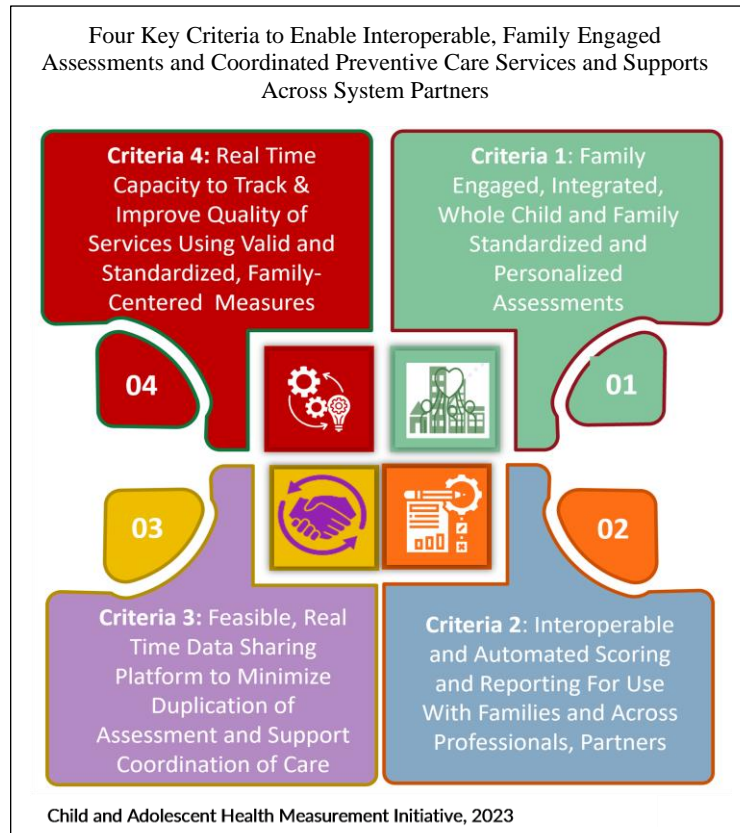 Four Key Criteria to Enable Interoperable, Family Engaged
Assessments and Coordinated Preventive Care Services and Supports
Across System Partners
Criteria 4: Real Time
Capacity to Track &
Improve Quality of
Services Using Valid and
Standardized, Family-
Centered Measures
04
Criteria 1: Family
Engaged, Integrated,
Whole Child and Family
Standardized and
Personalized
Assessments
01
03
Criteria 3: Feasible, Real
Time Data Sharing
Platform to Minimize
Duplication of
Assessment and Support
Coordination of Care
02
Criteria 2: Interoperable
and Automated Scoring
and Reporting For Use
With Families and Across
Professionals, Partners
Child and Adolescent Health Measurement Initiative, 2023